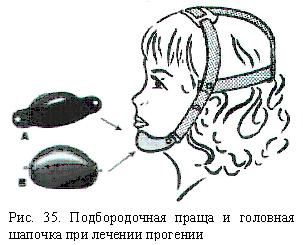 А
Б
Рис. 35. Подбородочная праща и головная
шапочка при лечении прогении